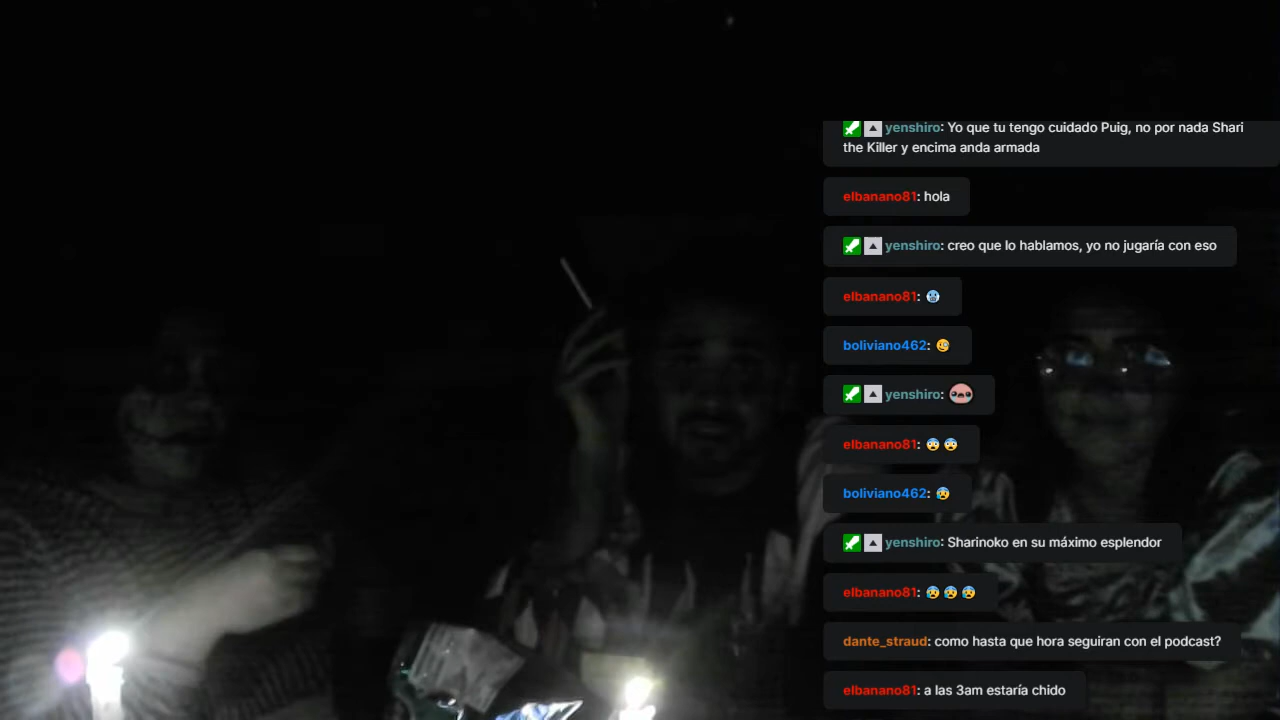 yenshiro: Yo que tu tengo cuidado Puig, no por nada Shari
the Killer y encima anda armada
elbanano81: hola
yenshiro: creo que lo hablamos, yo no jugaría con eso
elbanano81: 🥶
boliviano462: 🧐
yenshiro:
elbanano81: 😨 😨
boliviano462: 😰
yenshiro: Sharinoko en su máximo esplendor
elbanano81: 😰 😰 😰
dante_straud: como hasta que hora seguiran con el podcast?
elbanano81: a las 3am estaría chido